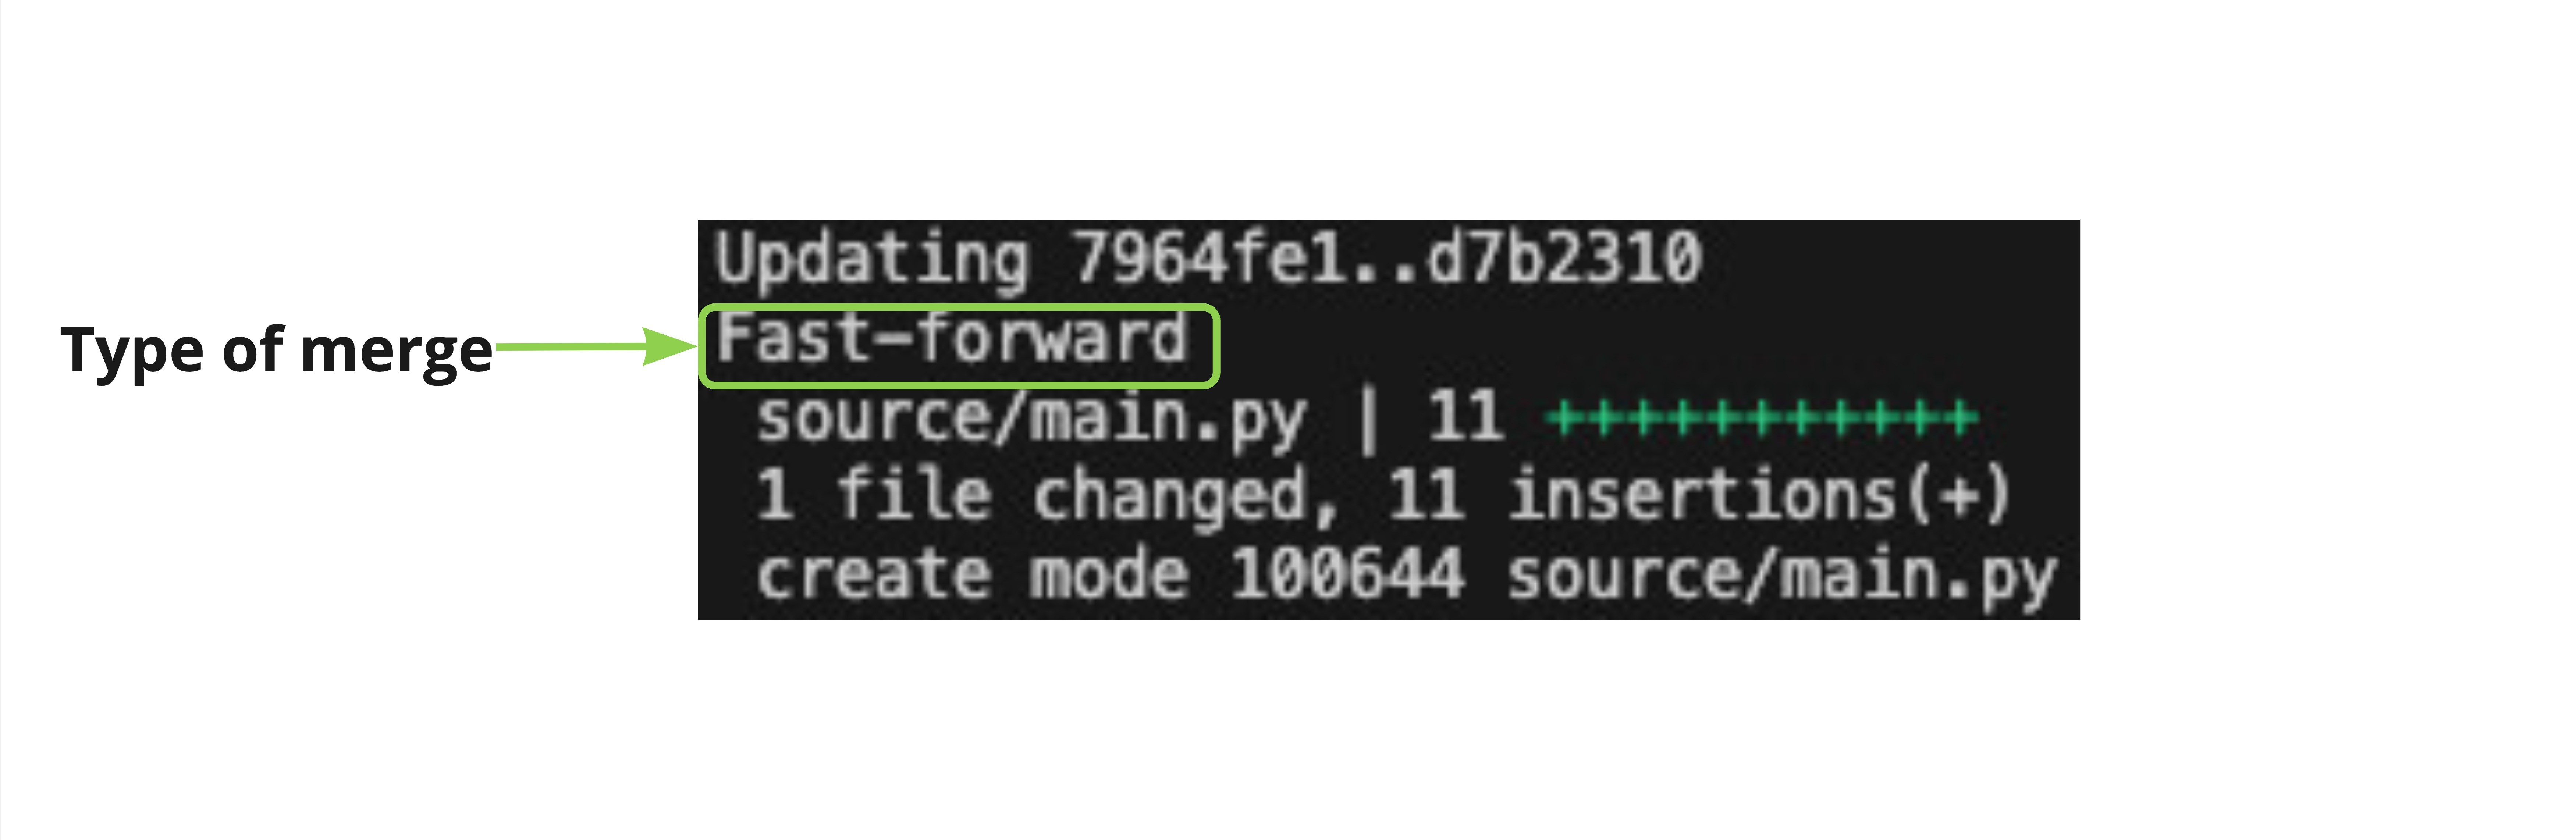 Type of merge
Updating 7964fe1..d7b2310
Fast-forward
source/main.py | 11 +++++++++++
1 file changed, 11 insertions(+)
create mode 100644 source/main.py